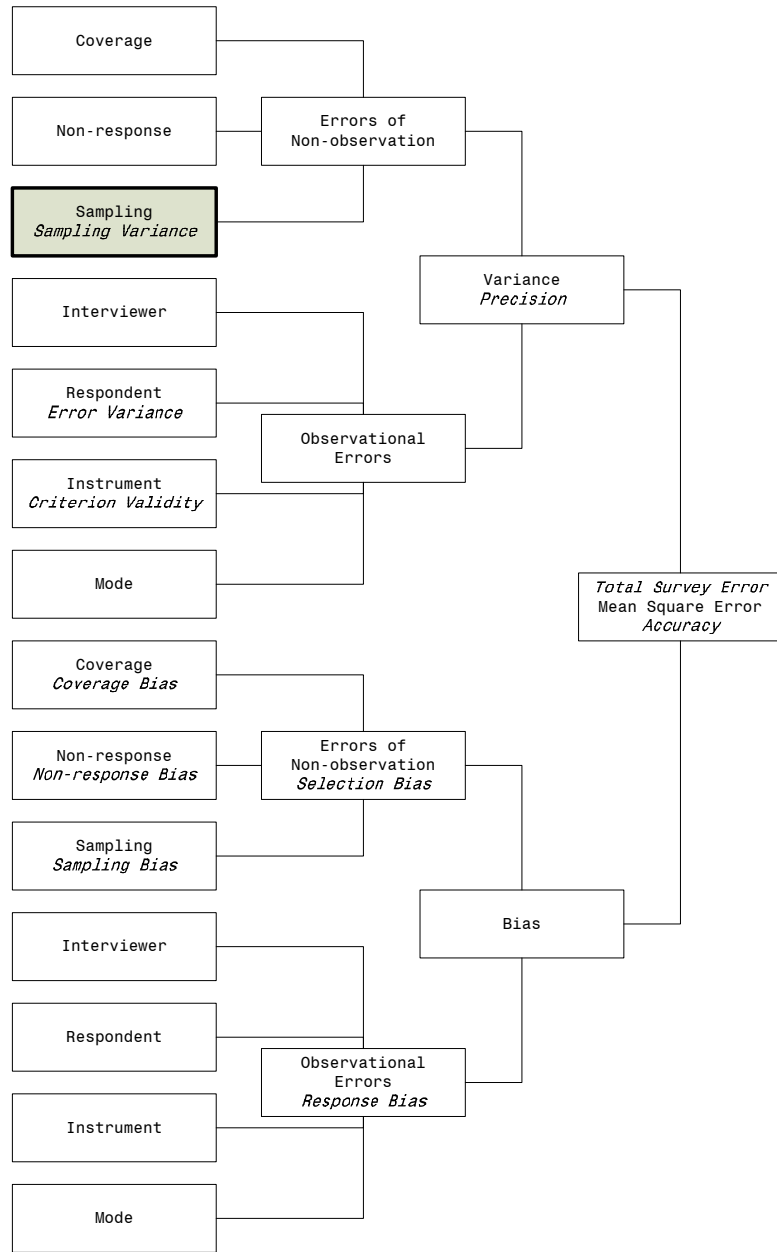 Coverage
Non-response
Errors of
Non-observation
Sampling
Sampling Variance
Variance
Precision
Interviewer
Respondent
Error Variance
Observational
Errors
Instrument
Criterion Validity
Mode
Total Survey Error
Mean Square Error
Accuracy
Coverage
Coverage Bias
Non-response
Non-response Bias
Errors of
Non-observation
Selection Bias
Sampling
Sampling Bias
Bias
Interviewer
Respondent
Observational
Errors
Response Bias
Instrument
Mode